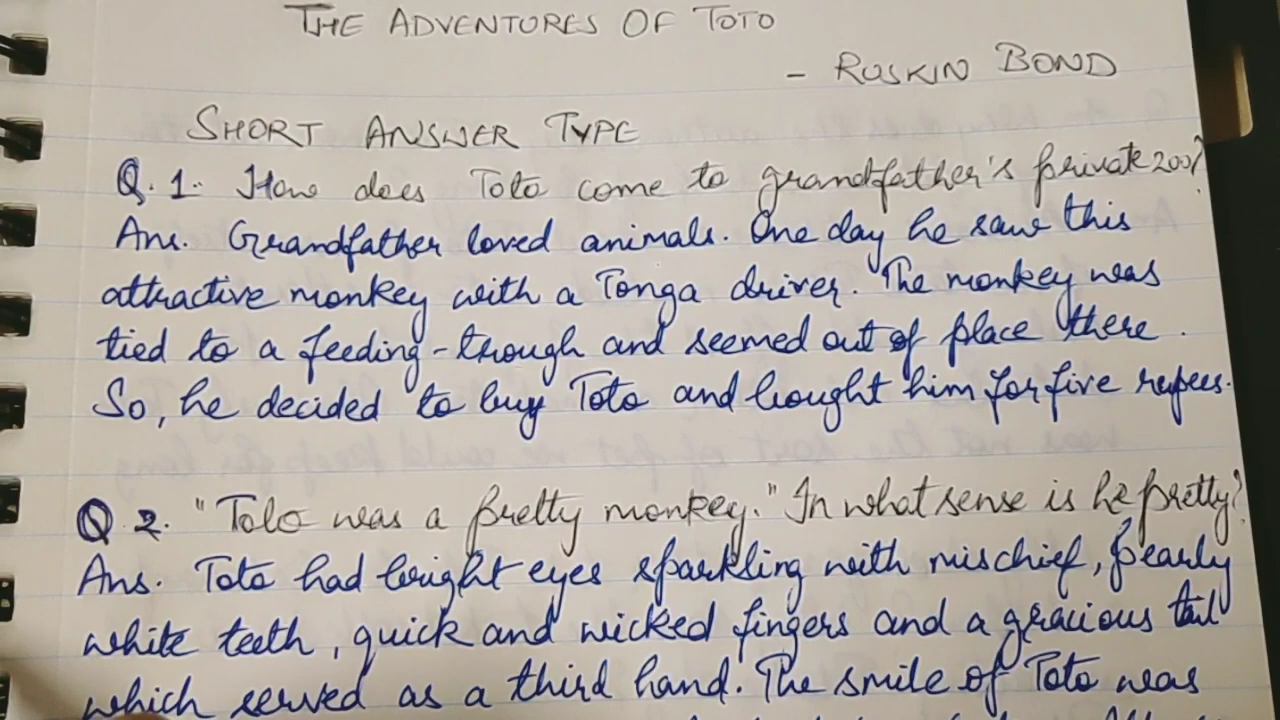 THE ADVENTURES OF TOTO
- RUSKIN BOND
SHORT ANSWER TYPE
Q. 1. How does Toto come to grandfather's private zoo?
Ans. Grandfather loved animals. One day he saw this
attractive monkey with a Tonga driver. The monkey was
tied to a feeding-trough and seemed out of place there.
So, he decided to buy Toto and bought him for five rupees.
Q. 2. "Toto was a pretty monkey." In what sense is he pretty?
Ans. Toto had bright eyes sparkling with mischief, pearly
white teeth, quick and wicked fingers and a gracious tail
which served as a third hand. The smile of Toto was